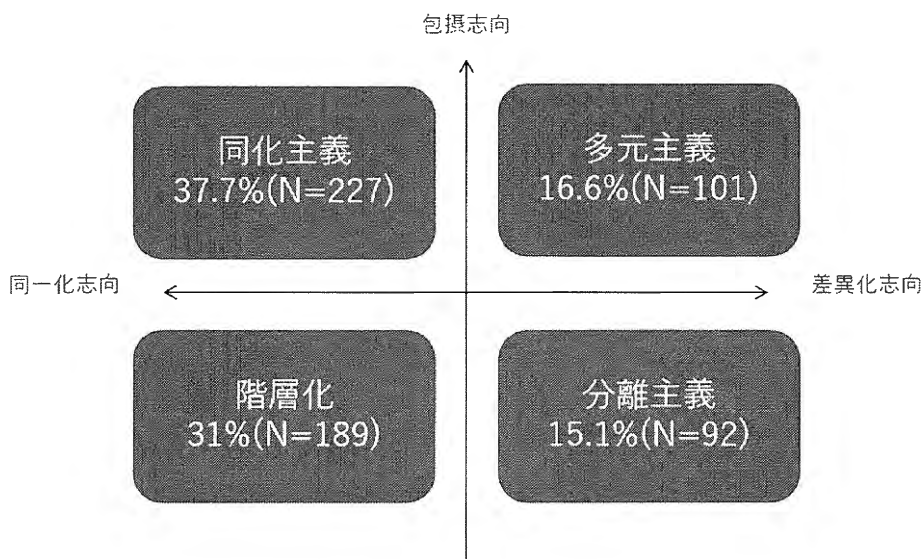 包摂志向
同化主義
37.7%(N=227)
多元主義
16.6%(N=101)
同一化志向
差異化志向
階層化
31%(N=189)
分離主義
15.1%(N=92)